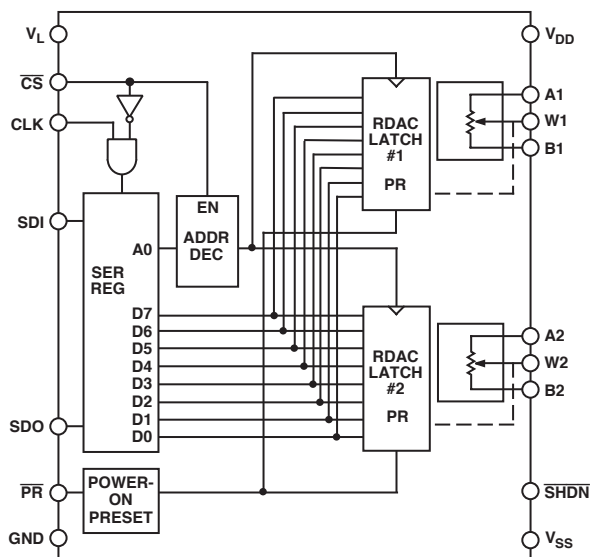 V_L
V_DD
CS
CLK
A1
W1
B1
RDAC
LATCH
#1
PR
EN
SDI
A0
ADDR
DEC
SER
REG
D7
D6
D5
D4
D3
D2
D1
D0
RDAC
LATCH
#2
PR
A2
W2
B2
SDO
PR
POWER-
ON
PRESET
SHDN
GND
V_SS